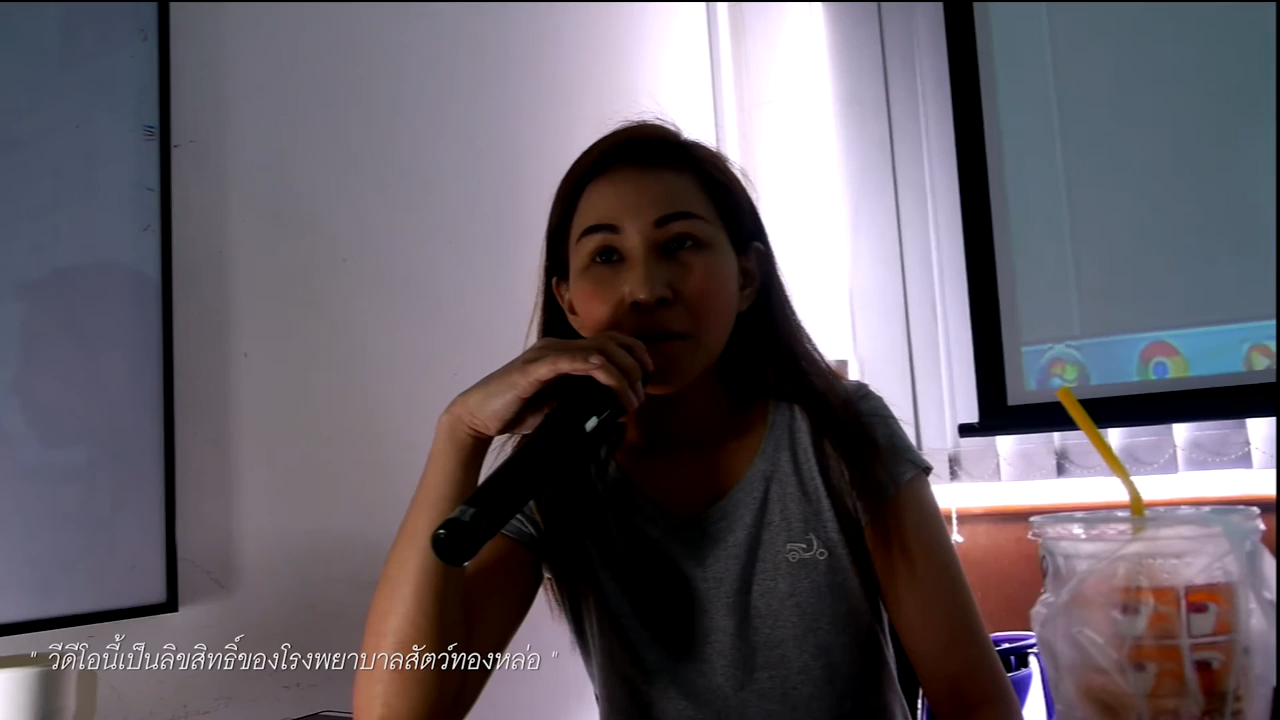 " วีดีโอนี้เป็นลิขสิทธิ์ของโรงพยาบาลสัตว์ทองหล่อ "